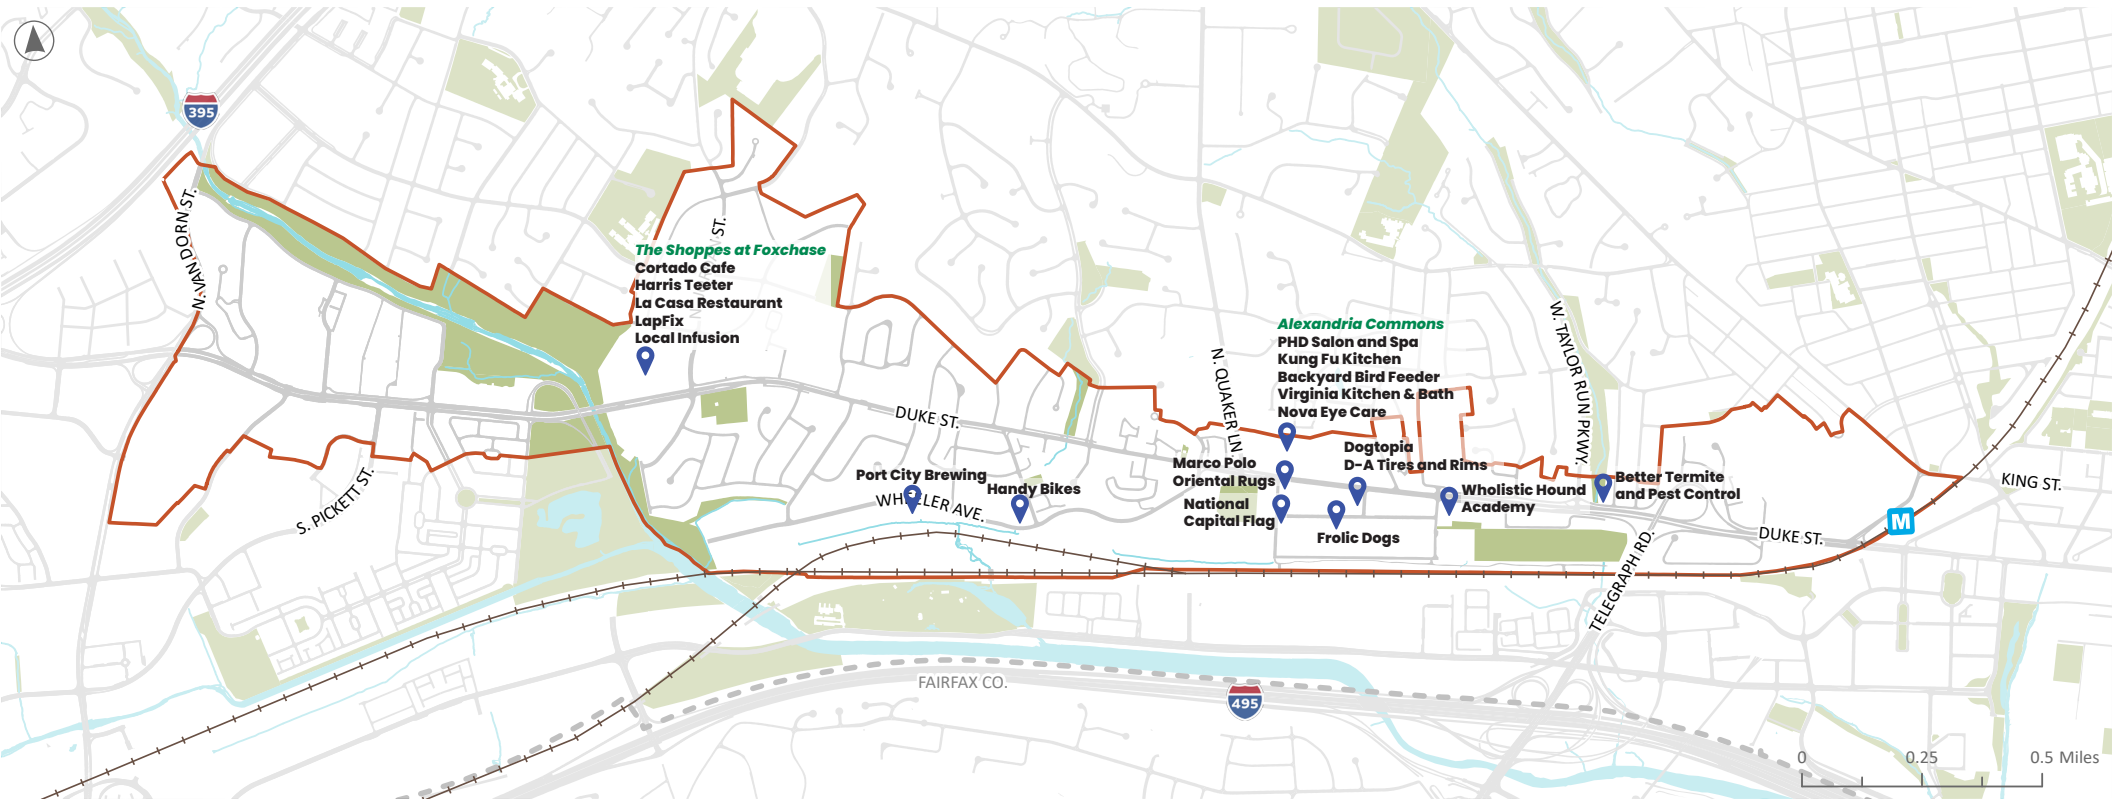 395
N. VAN DORN ST.
S. PICKETT ST.
ST.
N
The Shoppes at Foxchase
Cortado Cafe
Harris Teeter
La Casa Restaurant
LapFix
Local Infusion
DUKE ST.
Port City Brewing
WHEELER AVE.
Handy Bikes
N. QUAKER LN.
Alexandria Commons
PHD Salon and Spa
Kung Fu Kitchen
Backyard Bird Feeder
Virginia Kitchen & Bath
Nova Eye Care
Marco Polo
Oriental Rugs
National
Capital Flag
Dogtopia
D-A Tires and Rims
Frolic Dogs
Wholistic Hound
Academy
W. TAYLOR RUN PKWY.
Better Termite
and Pest Control
TELEGRAPH RD.
DUKE ST.
M
KING ST.
FAIRFAX CO.
495
0 0.25 0.5 Miles